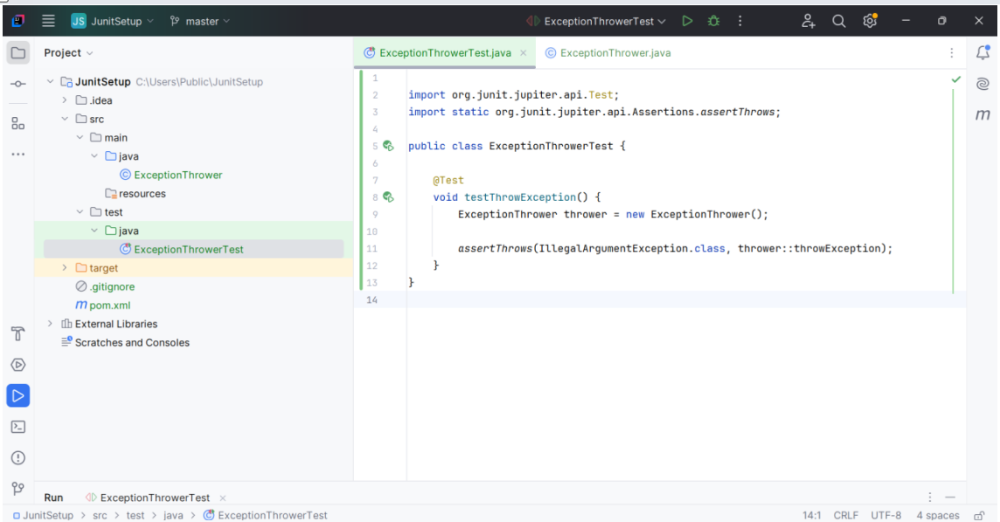 JS JunitSetup master ExceptionThrowerTest
Project
ExceptionThrowerTest.java ExceptionThrower.java
JunitSetup C:\Users\Public\JunitSetup
.idea
src
main
java
ExceptionThrower
resources
test
java
ExceptionThrowerTest
target
.gitignore
m pom.xml
External Libraries
Scratches and Consoles
1
2 import org.junit.jupiter.api.Test;
3 import static org.junit.jupiter.api.Assertions.assertThrows;
4
5 public class ExceptionThrowerTest {
6
7 @Test
8 void testThrowException() {
9 ExceptionThrower thrower = new ExceptionThrower();
10
11 assertThrows(IllegalArgumentException.class, thrower::throwException);
12 }
13 }
14
m
Run ExceptionThrowerTest
JunitSetup > src > test > java > ExceptionThrowerTest 14:1 CRLF UTF-8 4 spaces